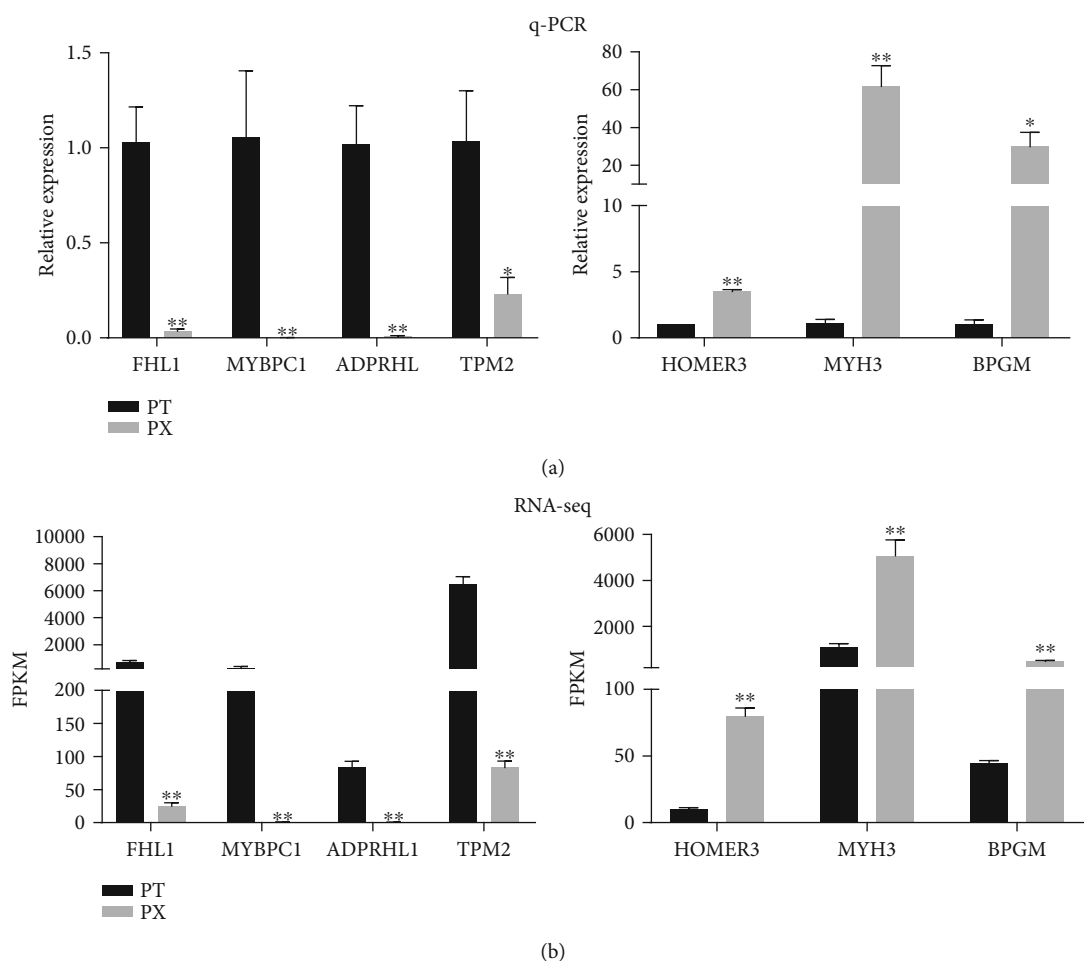 q-PCR
Relative expression
1.5
1.0
0.5
0.0
**
**
**
*
FHL1
MYBPC1
ADPRHL
TPM2
PT
PX
Relative expression
80
60
40
20
10
5
0
**
**
*
HOMER3
MYH3
BPGM
(a)
RNA-seq
FPKM
10000
8000
6000
4000
2000
200
150
100
50
0
**
**
**
**
FHL1
MYBPC1
ADPRHL1
TPM2
PT
PX
FPKM
6000
4000
2000
100
50
0
**
**
**
HOMER3
MYH3
BPGM
(b)